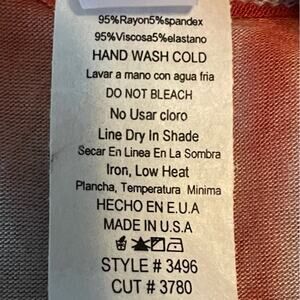 95%Rayon5%spandex
95%Viscosa5%elastano
HAND WASH COLD
Lavar a mano con agua fria
DO NOT BLEACH
No Usar cloro
Line Dry In Shade
Secar En Linea En La Sombra
Iron, Low Heat
Plancha, Temperatura Minima
HECHO EN E.U.A
MADE IN U.S.A
STYLE # 3496
CUT # 3780